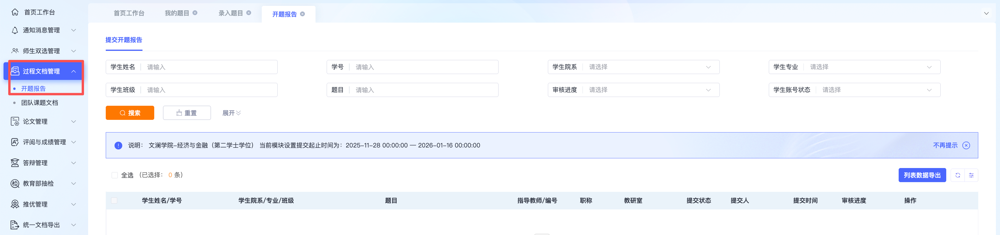 首页工作台
通知消息管理
师生双选管理
过程文档管理
开题报告
团队课题文档
论文管理
评阅与成绩管理
答辩管理
教育部抽检
推优管理
统一文档导出
首页工作台 我的题目 录入题目 开题报告
提交开题报告
学生姓名 请输入 学号 请输入 学生院系 请选择 学生专业 请选择
学生班级 请输入 题目 请输入 审核进度 请选择 学生账号状态 请选择
搜索 重置 展开
说明： 文澜学院-经济与金融（第二学士学位） 当前模块设置提交起止时间为：2025-11-28 00:00:00 — 2026-01-16 00:00:00 不再提示
全选 （已选择： 0 条） 列表数据导出
学生姓名/学号 学生院系/专业/班级 题目 指导教师/编号 职称 教研室 提交状态 提交人 提交时间 审核进度 操作